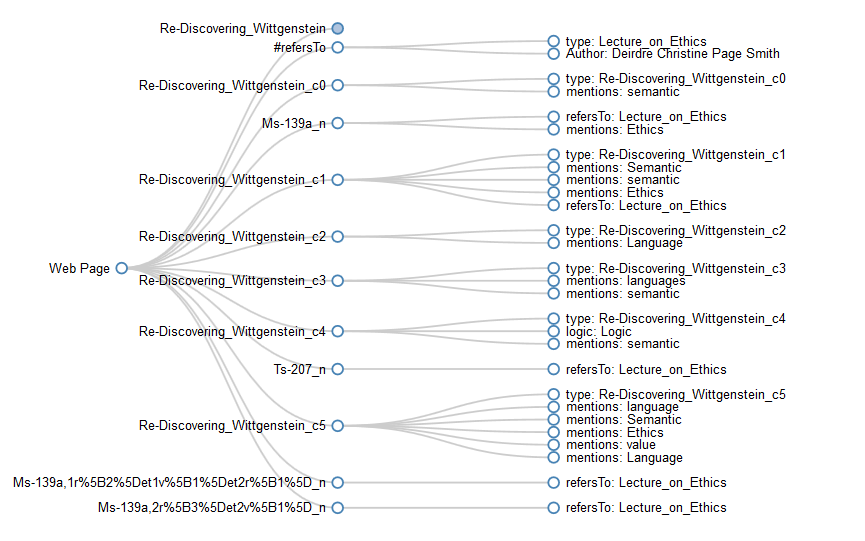 Re-Discovering_Wittgenstein
#refersTo
type: Lecture_on_Ethics
Author: Deirdre Christine Page Smith
Re-Discovering_Wittgenstein_c0
type: Re-Discovering_Wittgenstein_c0
mentions: semantic
Ms-139a_n
refersTo: Lecture_on_Ethics
mentions: Ethics
Re-Discovering_Wittgenstein_c1
type: Re-Discovering_Wittgenstein_c1
mentions: Semantic
mentions: semantic
mentions: Ethics
refersTo: Lecture_on_Ethics
Re-Discovering_Wittgenstein_c2
type: Re-Discovering_Wittgenstein_c2
mentions: Language
Web Page
Re-Discovering_Wittgenstein_c3
type: Re-Discovering_Wittgenstein_c3
mentions: languages
mentions: semantic
Re-Discovering_Wittgenstein_c4
type: Re-Discovering_Wittgenstein_c4
logic: Logic
mentions: semantic
Ts-207_n
refersTo: Lecture_on_Ethics
Re-Discovering_Wittgenstein_c5
type: Re-Discovering_Wittgenstein_c5
mentions: language
mentions: Semantic
mentions: Ethics
mentions: value
mentions: Language
Ms-139a,1r%5B2%5Det1v%5B1%5Det2r%5B1%5D_n
refersTo: Lecture_on_Ethics
Ms-139a,2r%5B3%5Det2v%5B1%5D_n
refersTo: Lecture_on_Ethics